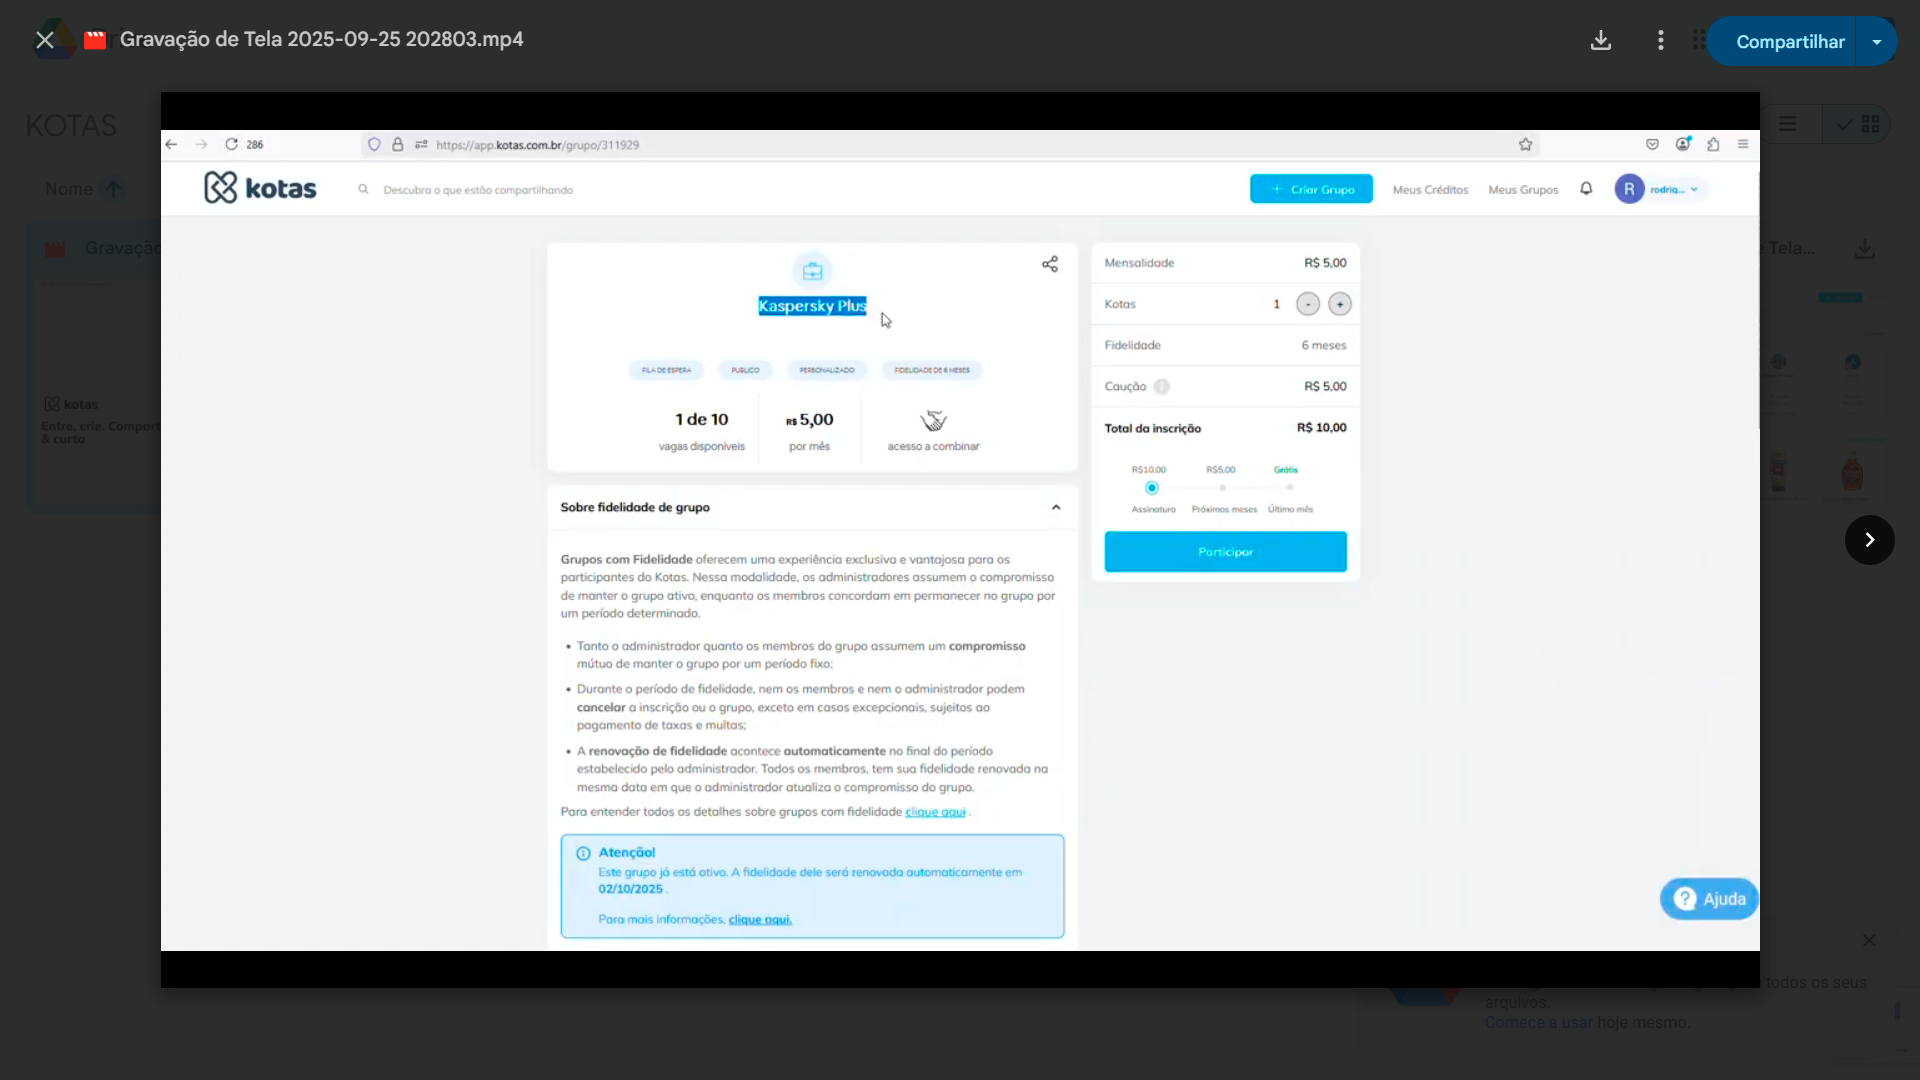 Gravação de Tela 2025-09-25 202803.mp4
Compartilhar
KOTAS
Nome
Gravação
Tela...
kotas
Entre, crie. Compart
& curta
286
https://app.kotas.com.br/grupo/311929
kotas
Descubra o que estão compartilhando
+ Criar Grupo
Meus Créditos
Meus Grupos
R
rodrig...
Kaspersky Plus
FILA DE ESPERA
PUBLICO
PERSONALIZADO
FIDELIDADE DE 6 MESES
1 de 10
vagas disponíveis
R$ 5,00
por mês
acesso a combinar
Sobre fidelidade de grupo
Grupos com Fidelidade oferecem uma experiência exclusiva e vantajosa para os
participantes do Kotas. Nessa modalidade, os administradores assumem o compromisso
de manter o grupo ativo, enquanto os membros concordam em permanecer no grupo por
um período determinado.
• Tanto o administrador quanto os membros do grupo assumem um compromisso
mútuo de manter o grupo por um período fixo;
• Durante o período de fidelidade, nem os membros e nem o administrador podem
cancelar a inscrição ou o grupo, exceto em casos excepcionais, sujeitos ao
pagamento de taxas e multas;
• A renovação de fidelidade acontece automaticamente no final do período
estabelecido pelo administrador. Todos os membros, tem sua fidelidade renovada na
mesma data em que o administrador atualiza o compromisso do grupo.
Para entender todos os detalhes sobre grupos com fidelidade clique aqui .
Atenção!
Este grupo já está ativo. A fidelidade dele será renovada automaticamente em
02/10/2025 .
Para mais informações, clique aqui.
Mensalidade R$ 5,00
Kotas 1 - +
Fidelidade 6 meses
Caução R$ 5,00
Total da inscrição R$ 10,00
R$10,00 R$5,00 Grátis
Assinatura Próximos meses Último mês
Participar
Ajuda
todos os seus
arquivos.
Comece a usar hoje mesmo.